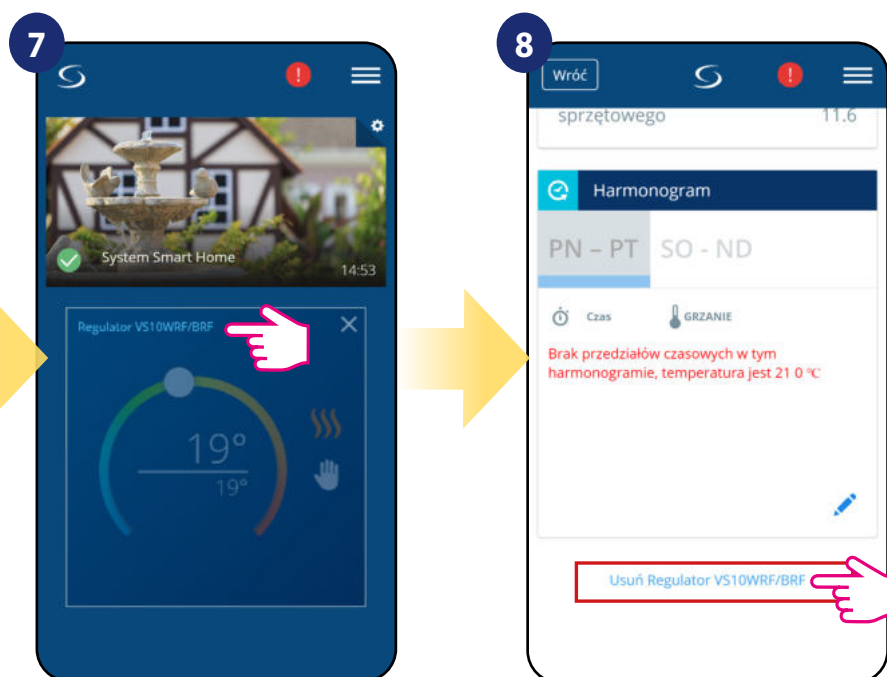 7
!
System Smart Home
14:53
Regulator VS10WRF/BRF
19°
19°
8
Wróć
!
sprzętowego 11.6
Harmonogram
PN – PT SO - ND
Czas GRZANIE
Brak przedziałów czasowych w tym
harmonogramie, temperatura jest 21 0 °C
Usuń Regulator VS10WRF/BRF